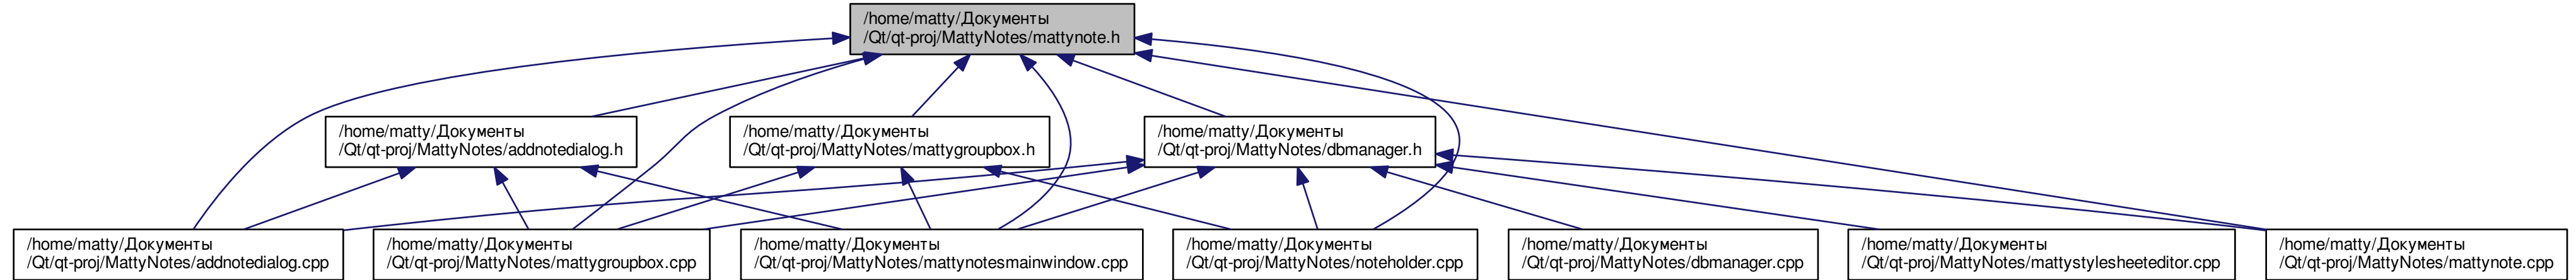 /home/matty/Документы
/Qt/qt-proj/MattyNotes/mattynote.h
/home/matty/Документы
/Qt/qt-proj/MattyNotes/addnotedialog.h
/home/matty/Документы
/Qt/qt-proj/MattyNotes/mattygroupbox.h
/home/matty/Документы
/Qt/qt-proj/MattyNotes/dbmanager.h
/home/matty/Документы
/Qt/qt-proj/MattyNotes/addnotedialog.cpp
/home/matty/Документы
/Qt/qt-proj/MattyNotes/mattygroupbox.cpp
/home/matty/Документы
/Qt/qt-proj/MattyNotes/mattynotesmainwindow.cpp
/home/matty/Документы
/Qt/qt-proj/MattyNotes/noteholder.cpp
/home/matty/Документы
/Qt/qt-proj/MattyNotes/dbmanager.cpp
/home/matty/Документы
/Qt/qt-proj/MattyNotes/mattystylesheeteditor.cpp
/home/matty/Документы
/Qt/qt-proj/MattyNotes/mattynote.cpp